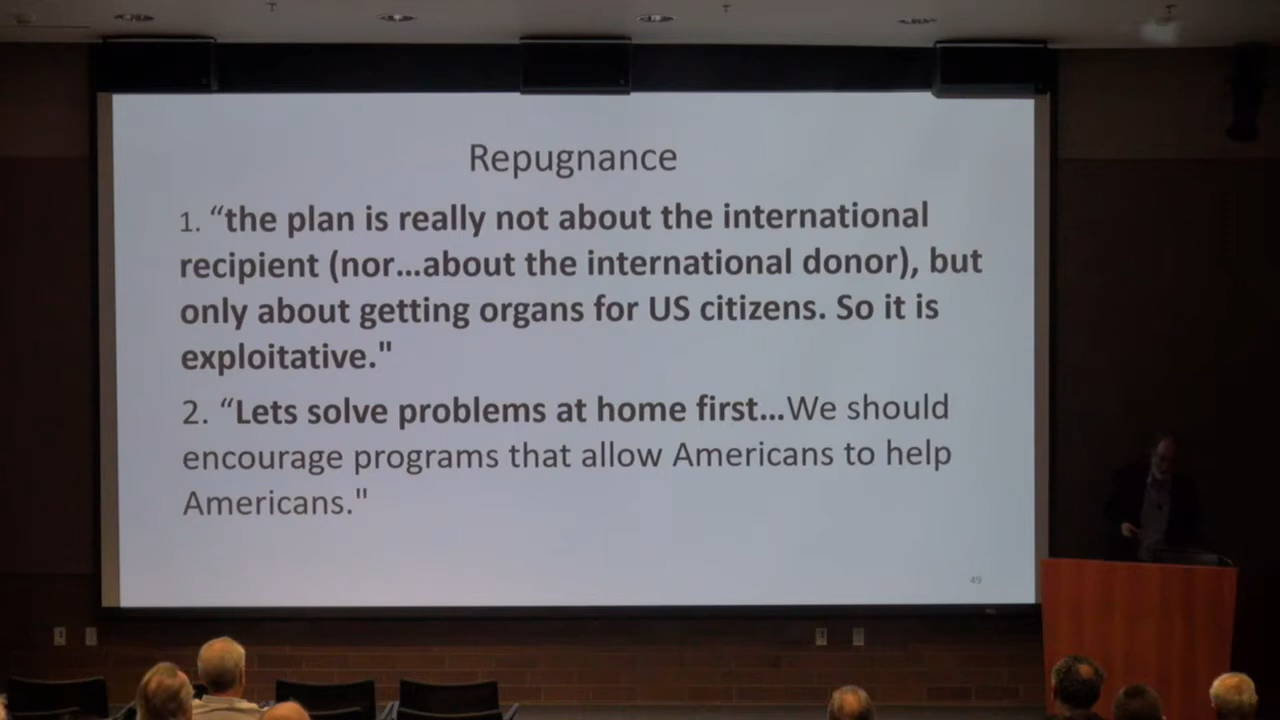 Repugnance
1. “the plan is really not about the international
recipient (nor...about the international donor), but
only about getting organs for US citizens. So it is
exploitative."
2. “Lets solve problems at home first...We should
encourage programs that allow Americans to help
Americans."
49